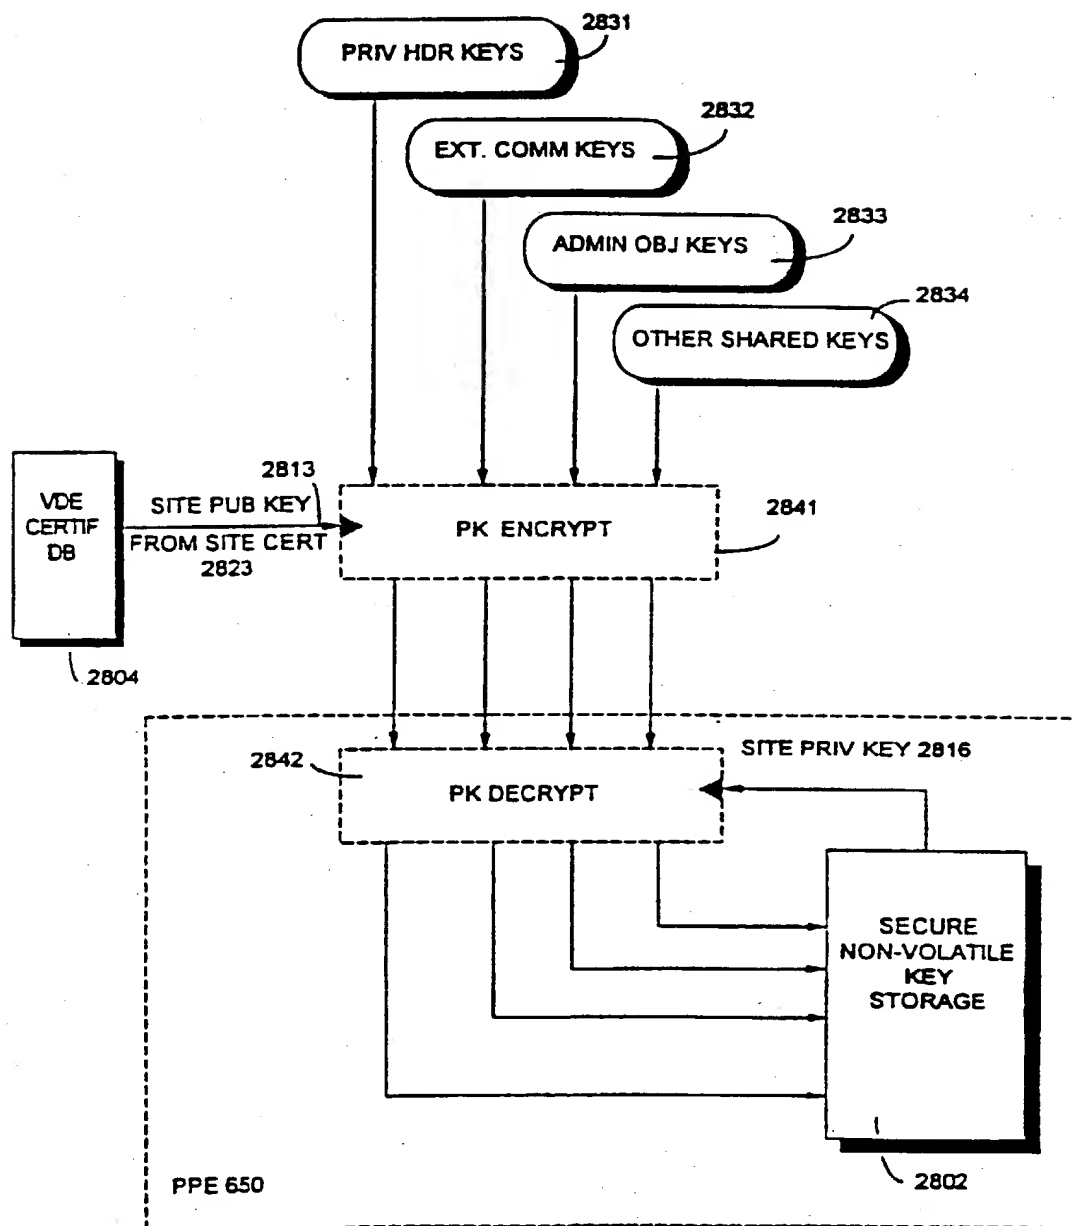 2831
PRIV HDR KEYS
2832
EXT. COMM KEYS
2833
ADMIN OBJ KEYS
2834
OTHER SHARED KEYS
VDE
CERTIF
DB
2804
2813
SITE PUB KEY
FROM SITE CERT
2823
PK ENCRYPT
2841
2842
PK DECRYPT
SITE PRIV KEY 2816
SECURE
NON-VOLATILE
KEY
STORAGE
2802
PPE 650